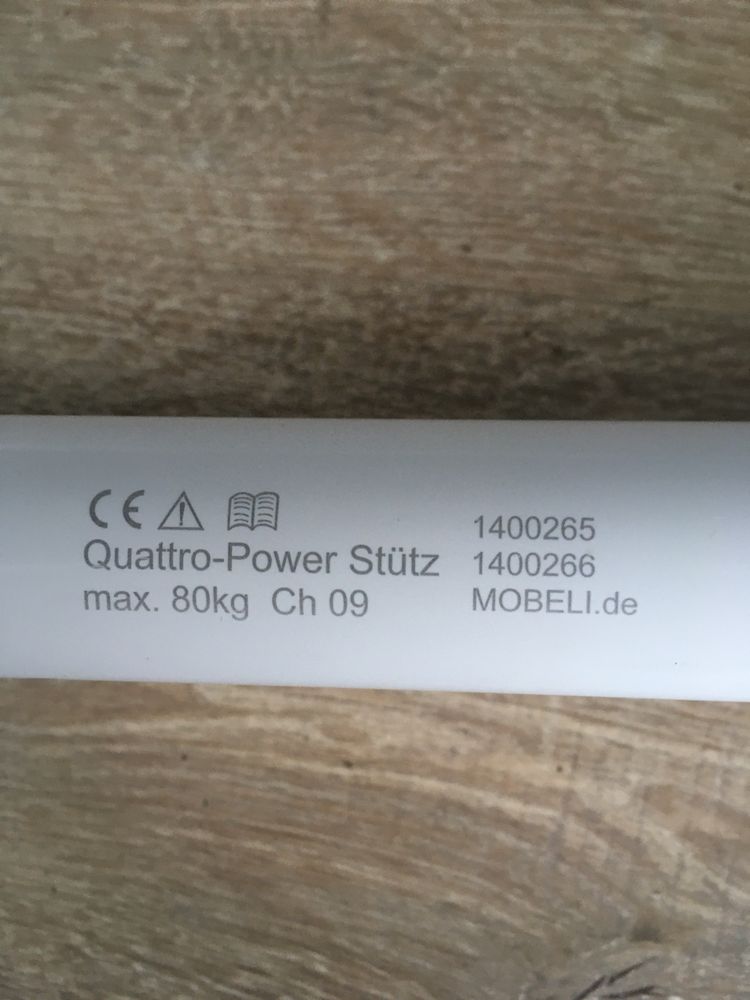 CE
Quattro-Power Stütz
max. 80kg Ch 09
1400265
1400266
MOBELI.de